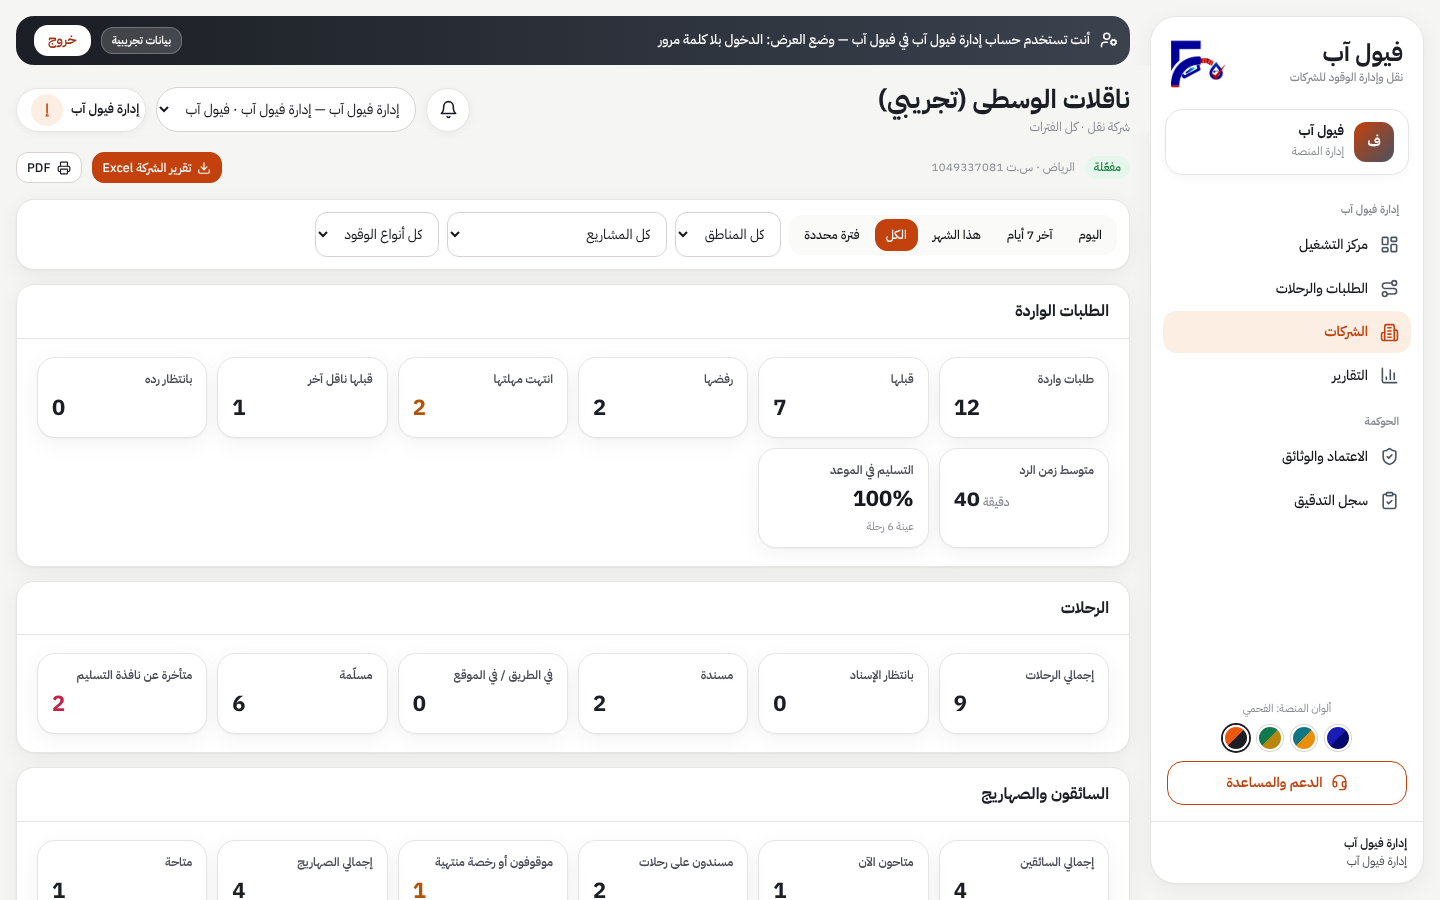 أنت تستخدم حساب إدارة فيول آب في فيول آب — وضع العرض: الدخول بلا كلمة مرور
بيانات تجريبية
خروج
فيول آب
نقل وإدارة الوقود للشركات
ف
فيول آب
إدارة المنصة
إدارة فيول آب
مركز التشغيل
الطلبات والرحلات
الشركات
التقارير
الحوكمة
الاعتماد والوثائق
سجل التدقيق
ألوان المنصة: الفحمي
الدعم والمساعدة
إدارة فيول آب
إدارة فيول آب
ناقلات الوسطى (تجريبي)
شركة نقل · كل الفترات
إدارة فيول آب — إدارة فيول آب · فيول آب
إدارة فيول آب
إ
مفعّلة
الرياض · س.ت 1049337081
تقرير الشركة Excel
PDF
اليوم
آخر 7 أيام
هذا الشهر
الكل
فترة محددة
كل المناطق
كل المشاريع
كل أنواع الوقود
الطلبات الواردة
طلبات واردة
12
قبلها
7
رفضها
2
انتهت مهلتها
2
قبلها ناقل آخر
1
بانتظار رده
0
متوسط زمن الرد
40 دقيقة
التسليم في الموعد
100%
عينة 6 رحلة
الرحلات
إجمالي الرحلات
9
بانتظار الإسناد
0
مسندة
2
في الطريق / في الموقع
0
مسلّمة
6
متأخرة عن نافذة التسليم
2
السائقون والصهاريج
إجمالي السائقين
4
متاحون الآن
1
مسندون على رحلات
2
موقوفون أو رخصة منتهية
1
إجمالي الصهاريج
4
متاحة
1